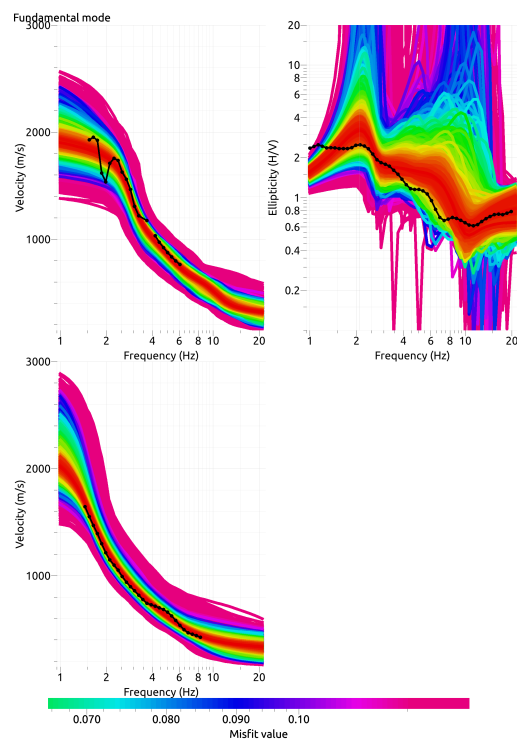 Fundamental mode
3000
2000
1000
Velocity (m/s)
1 2 4 6 8 10 20
Frequency (Hz)
20
10
8
6
4
2
1
0.8
0.6
0.4
0.2
Ellipticity (H/V)
1 2 4 6 8 10 20
Frequency (Hz)
3000
2000
1000
Velocity (m/s)
1 2 4 6 8 10 20
Frequency (Hz)
0.070 0.080 0.090 0.10
Misfit value